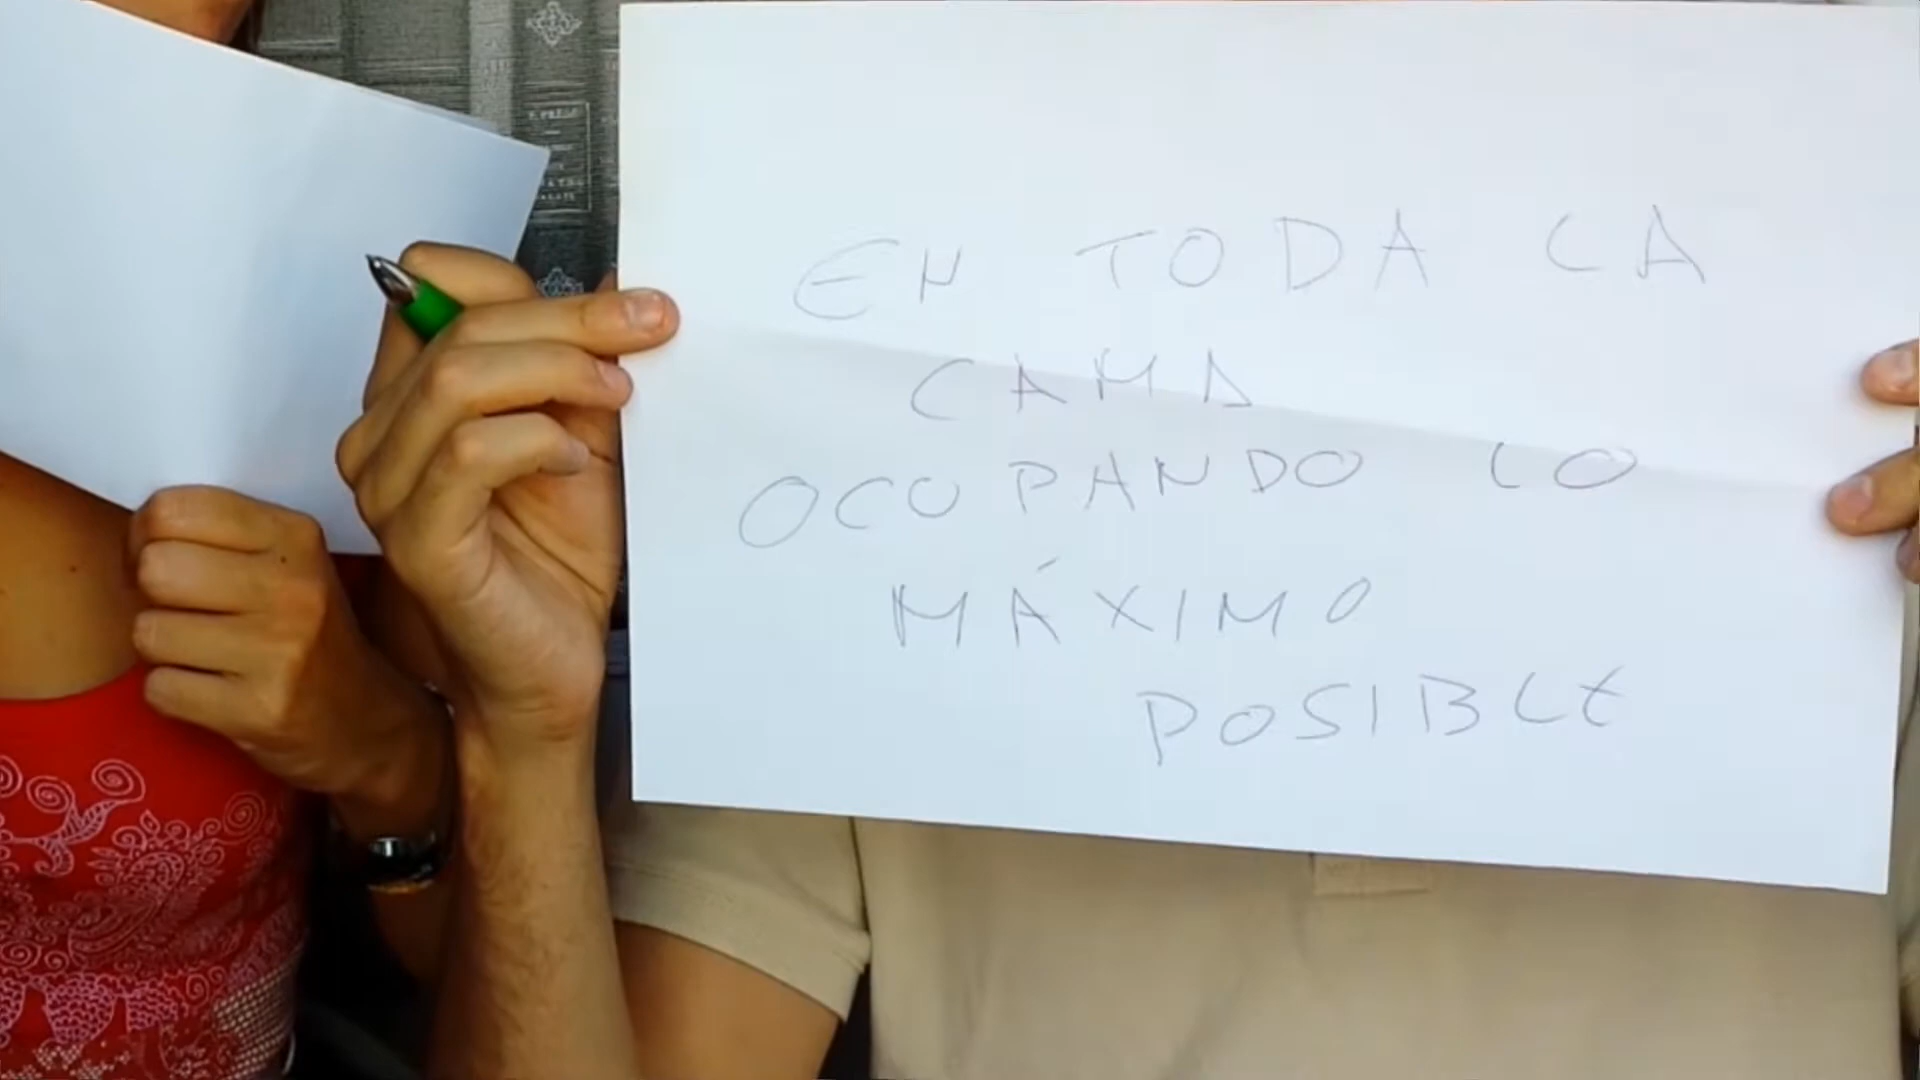 EN TODA LA
CAMA
OCUPANDO LO
MÁXIMO
POSIBLE